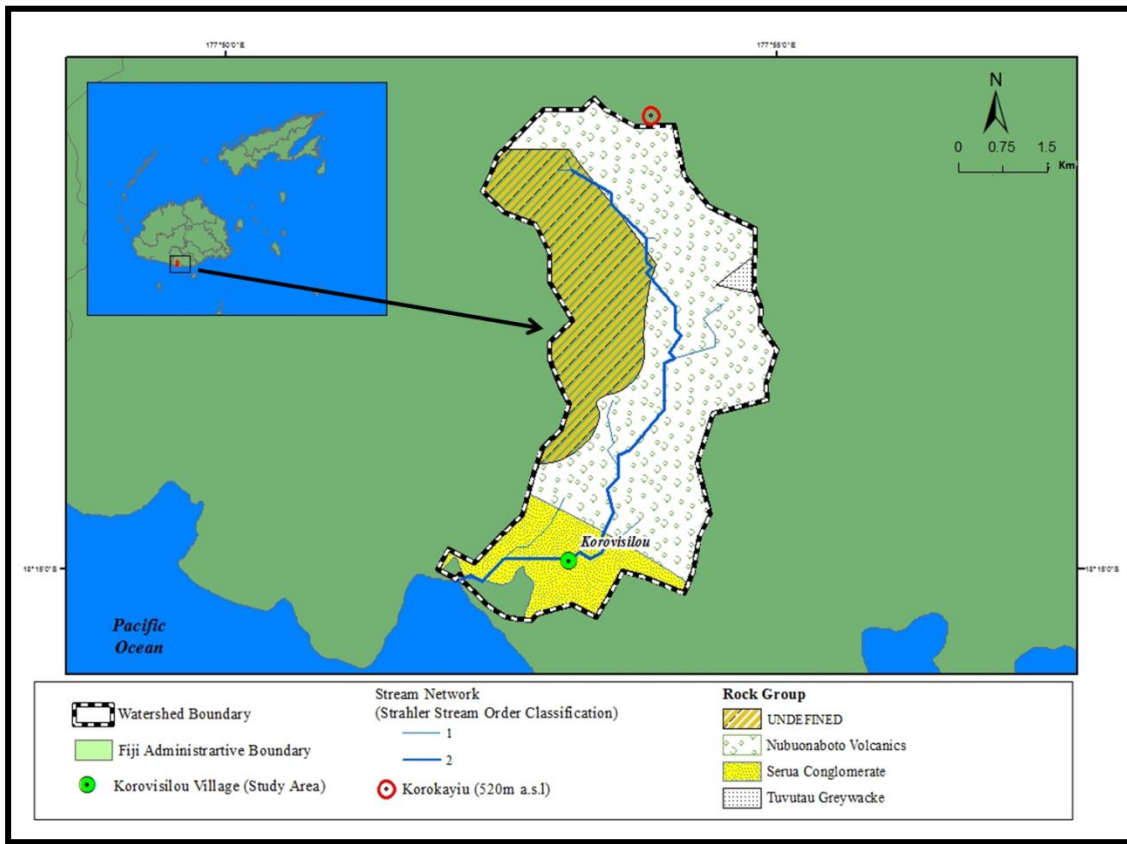 177°50'0"E
177°55'0"E
N
0 0.75 1.5
Km
Korovisilou
18°15'0"S
18°15'0"S
Pacific
Ocean
Watershed Boundary
Fiji Administrartive Boundary
Korovisilou Village (Study Area)
Stream Network
(Strahler Stream Order Classification)
1
2
Korokayiu (520m a.s.l)
Rock Group
UNDEFINED
Nubuonaboto Volcanics
Serua Conglomerate
Tuvutau Greywacke